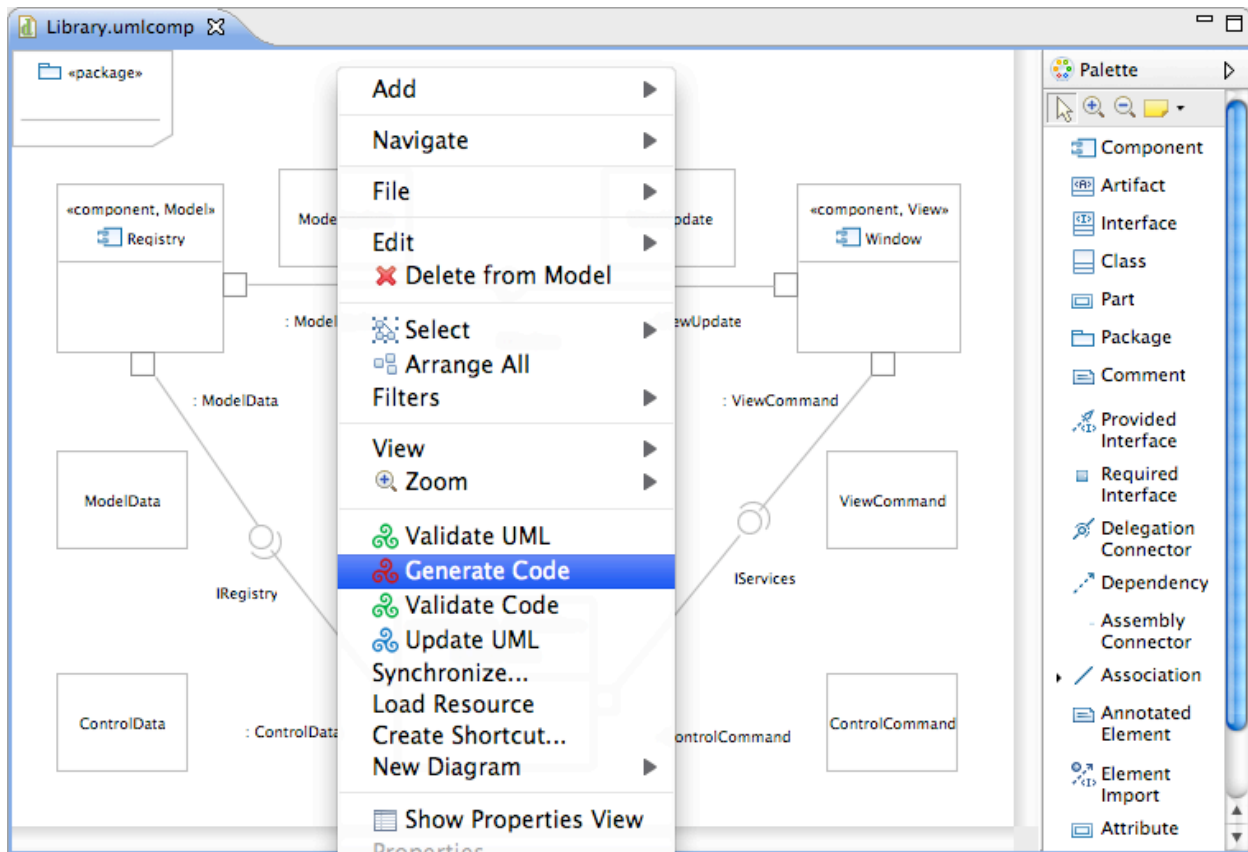 Library.umlcomp
«package»
«component, Model»
Registry
Mode
pdate
«component, View»
Window
: Model
ewUpdate
: ModelData
: ViewCommand
ModelData
ViewCommand
IRegistry
IServices
ControlData
: ControlData
ontrolCommand
ControlCommand
Add
Navigate
File
Edit
Delete from Model
Select
Arrange All
Filters
View
Zoom
Validate UML
Generate Code
Validate Code
Update UML
Synchronize...
Load Resource
Create Shortcut...
New Diagram
Show Properties View
Properties
Palette
Component
Artifact
Interface
Class
Part
Package
Comment
Provided
Interface
Required
Interface
Delegation
Connector
Dependency
Assembly
Connector
Association
Annotated
Element
Element
Import
Attribute